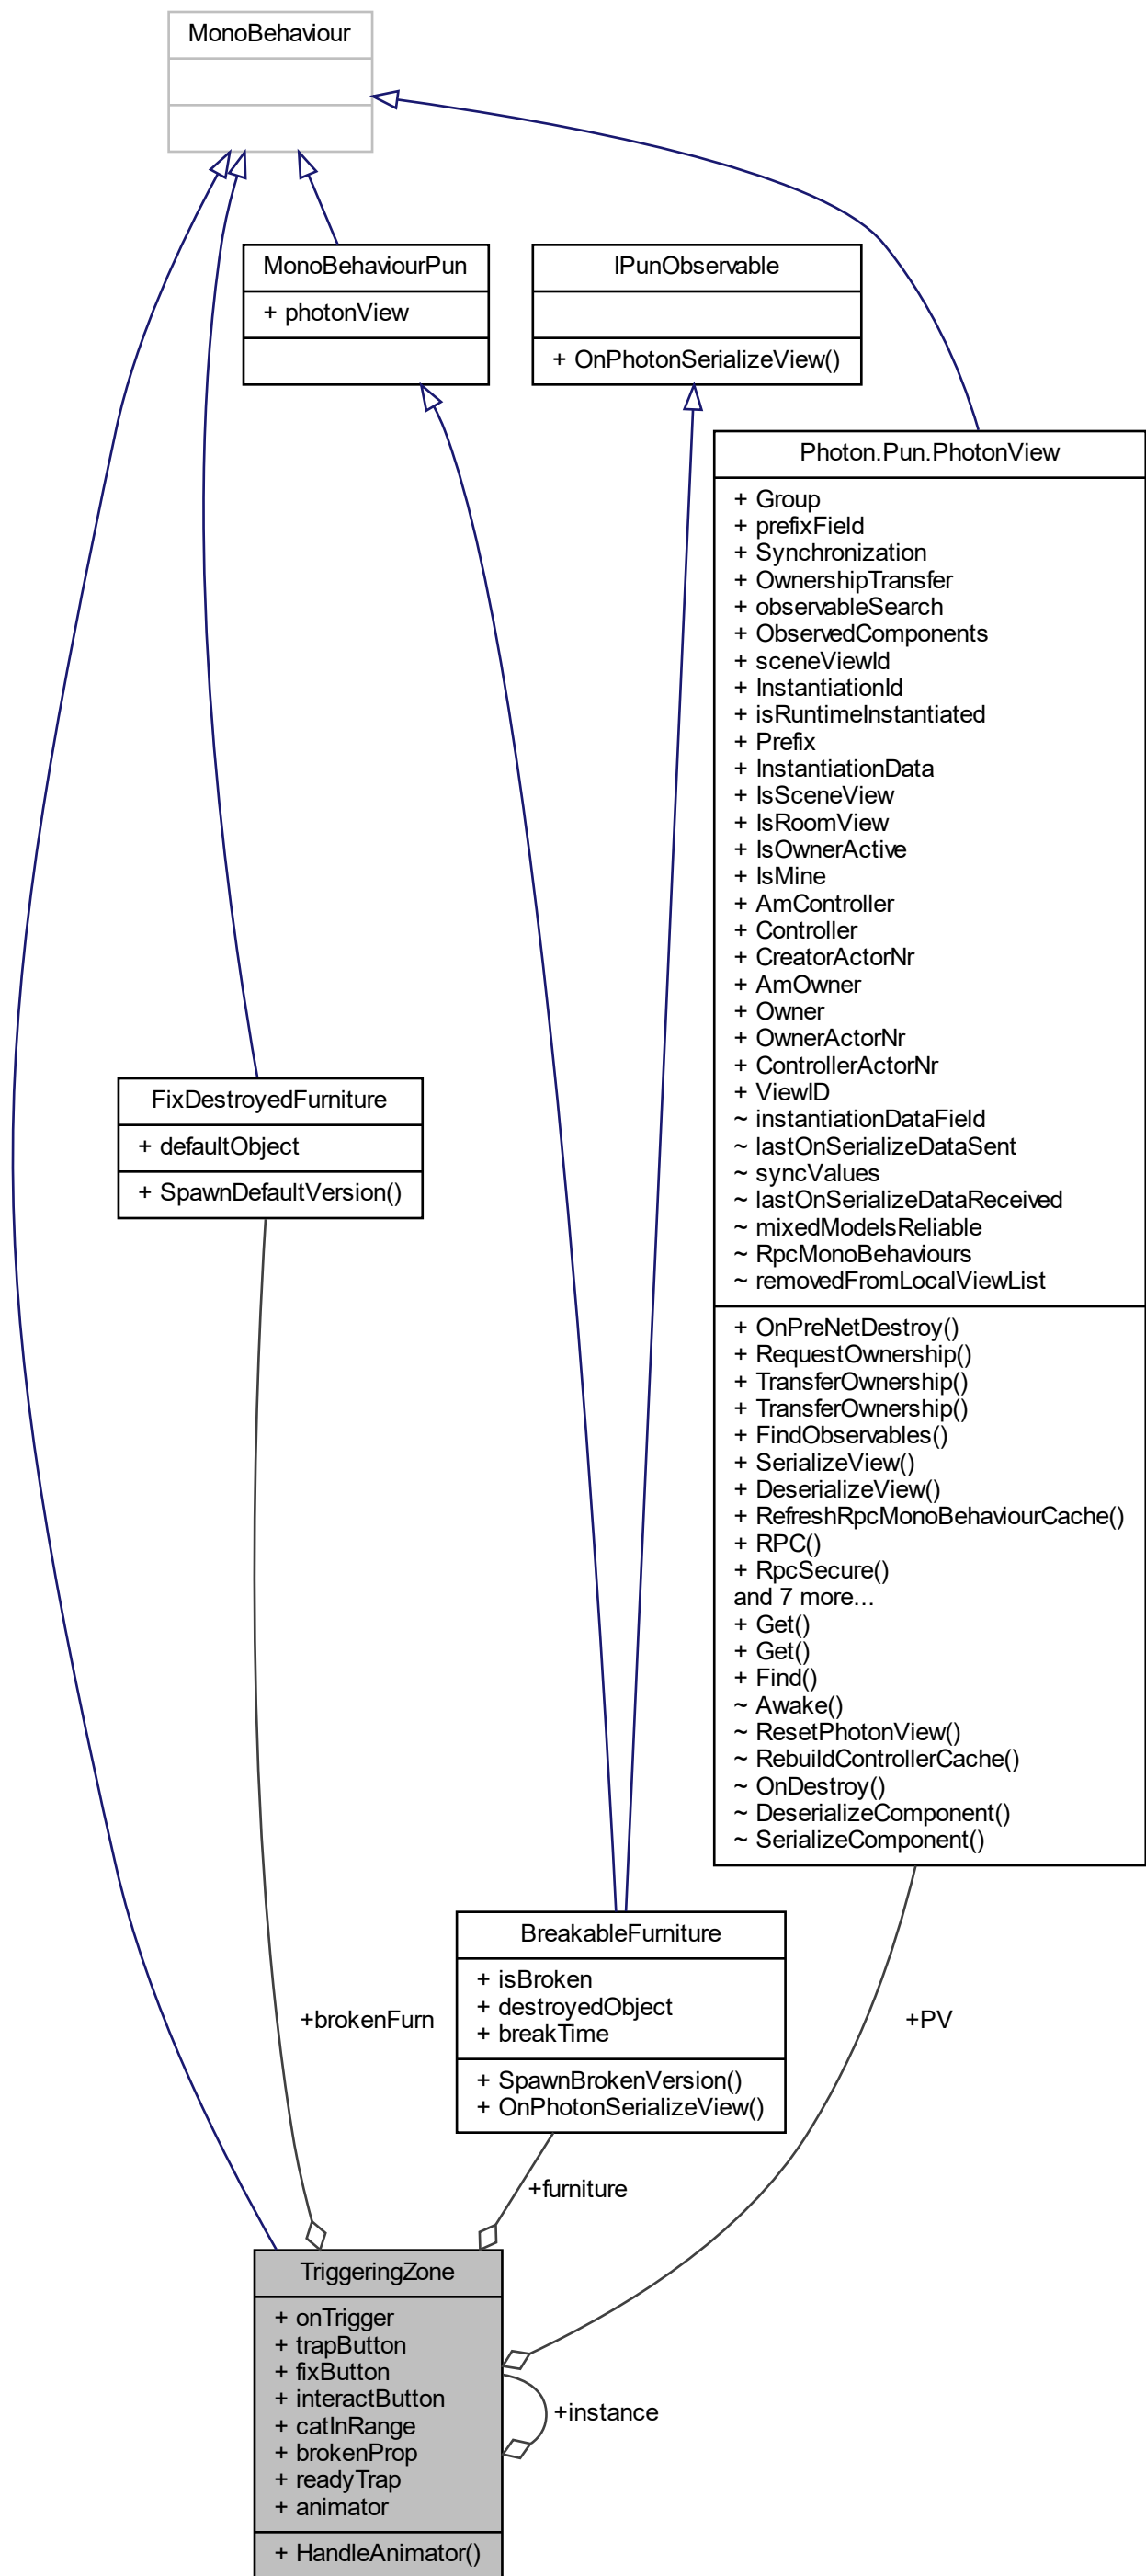 MonoBehaviour
MonoBehaviourPun
+ photonView
IPunObservable
+ OnPhotonSerializeView()
Photon.Pun.PhotonView
+ Group
+ prefixField
+ Synchronization
+ OwnershipTransfer
+ observableSearch
+ ObservedComponents
+ sceneViewId
+ InstantiationId
+ isRuntimeInstantiated
+ Prefix
+ InstantiationData
+ IsSceneView
+ IsRoomView
+ IsOwnerActive
+ IsMine
+ AmController
+ Controller
+ CreatorActorNr
+ AmOwner
+ Owner
+ OwnerActorNr
+ ControllerActorNr
+ ViewID
~ instantiationDataField
~ lastOnSerializeDataSent
~ syncValues
~ lastOnSerializeDataReceived
~ mixedModeIsReliable
~ RpcMonoBehaviours
~ removedFromLocalViewList
+ OnPreNetDestroy()
+ RequestOwnership()
+ TransferOwnership()
+ TransferOwnership()
+ FindObservables()
+ SerializeView()
+ DeserializeView()
+ RefreshRpcMonoBehaviourCache()
+ RPC()
+ RpcSecure()
and 7 more...
+ Get()
+ Get()
+ Find()
~ Awake()
~ ResetPhotonView()
~ RebuildControllerCache()
~ OnDestroy()
~ DeserializeComponent()
~ SerializeComponent()
FixDestroyedFurniture
+ defaultObject
+ SpawnDefaultVersion()
BreakableFurniture
+ isBroken
+ destroyedObject
+ breakTime
+ SpawnBrokenVersion()
+ OnPhotonSerializeView()
+brokenFurn
+PV
+furniture
TriggeringZone
+ onTrigger
+ trapButton
+ fixButton
+ interactButton
+ catInRange
+ brokenProp
+ readyTrap
+ animator
+ HandleAnimator()
+instance